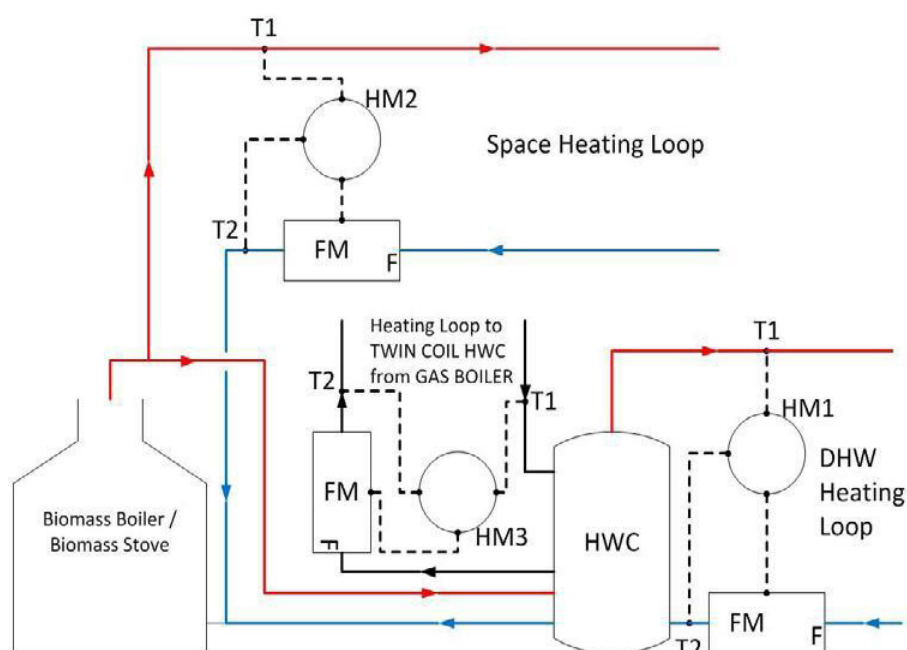 T1
HM2
Space Heating Loop
T2
FM
F
Heating Loop to
TWIN COIL HWC
from GAS BOILER
T2
T1
T1
HM1
FM
F
HM3
DHW
Heating
Loop
Biomass Boiler /
Biomass Stove
HWC
T2
FM
F